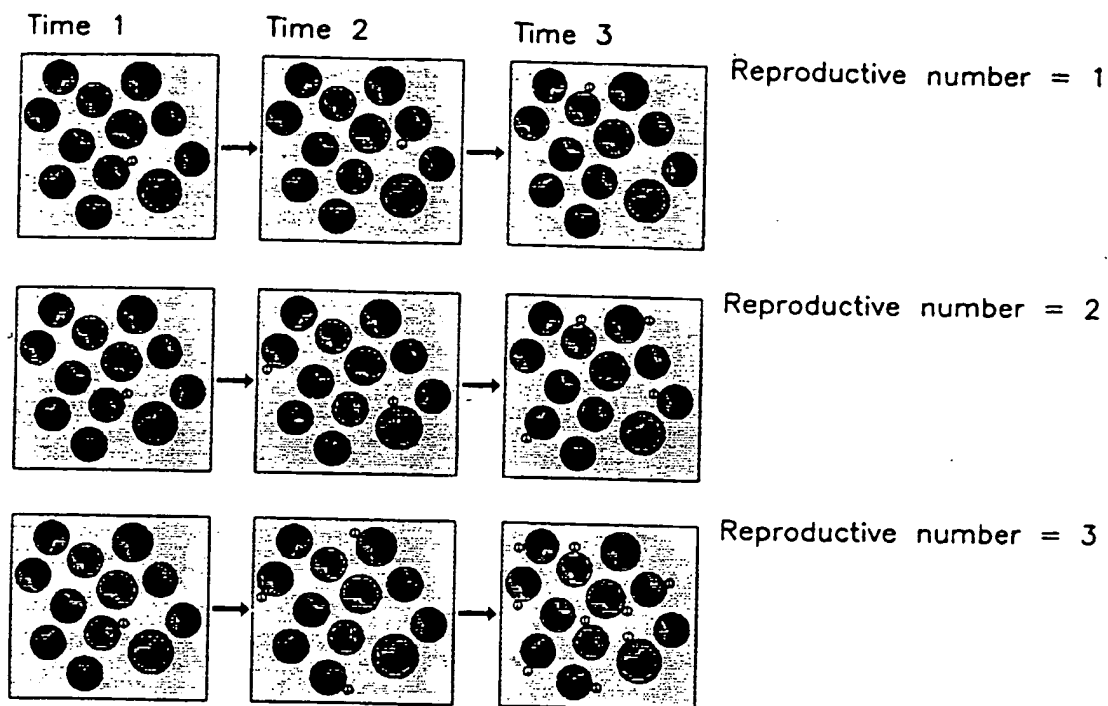 Time 1
Time 2
Time 3
Reproductive number = 1
Reproductive number = 2
Reproductive number = 3